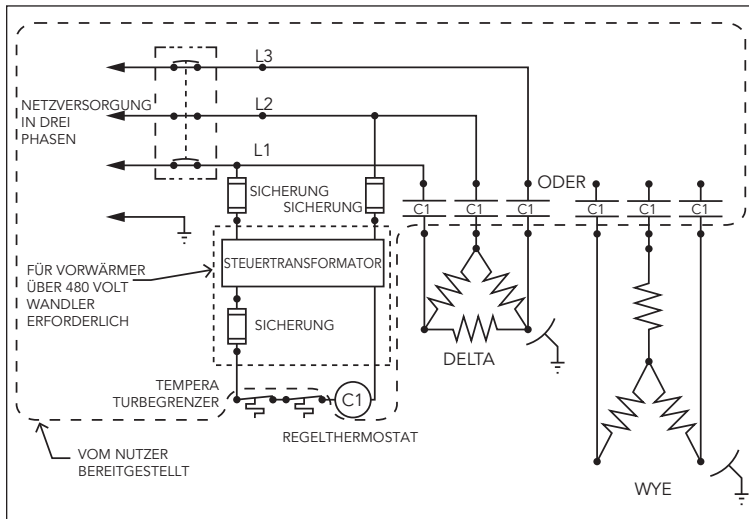 L3
NETZVERSORGUNG
IN DREI
PHASEN
L2
L1
ODER
SICHERUNG
SICHERUNG
C1
C1
C1
C1
C1
C1
STEUERTRANSFORMATOR
FÜR VORWÄRMER
ÜBER 480 VOLT
WANDLER
ERFORDERLICH
SICHERUNG
DELTA
TEMPERA
TURBEGRENZER
C1
REGELTHERMOSTAT
VOM NUTZER
BEREITGESTELLT
WYE